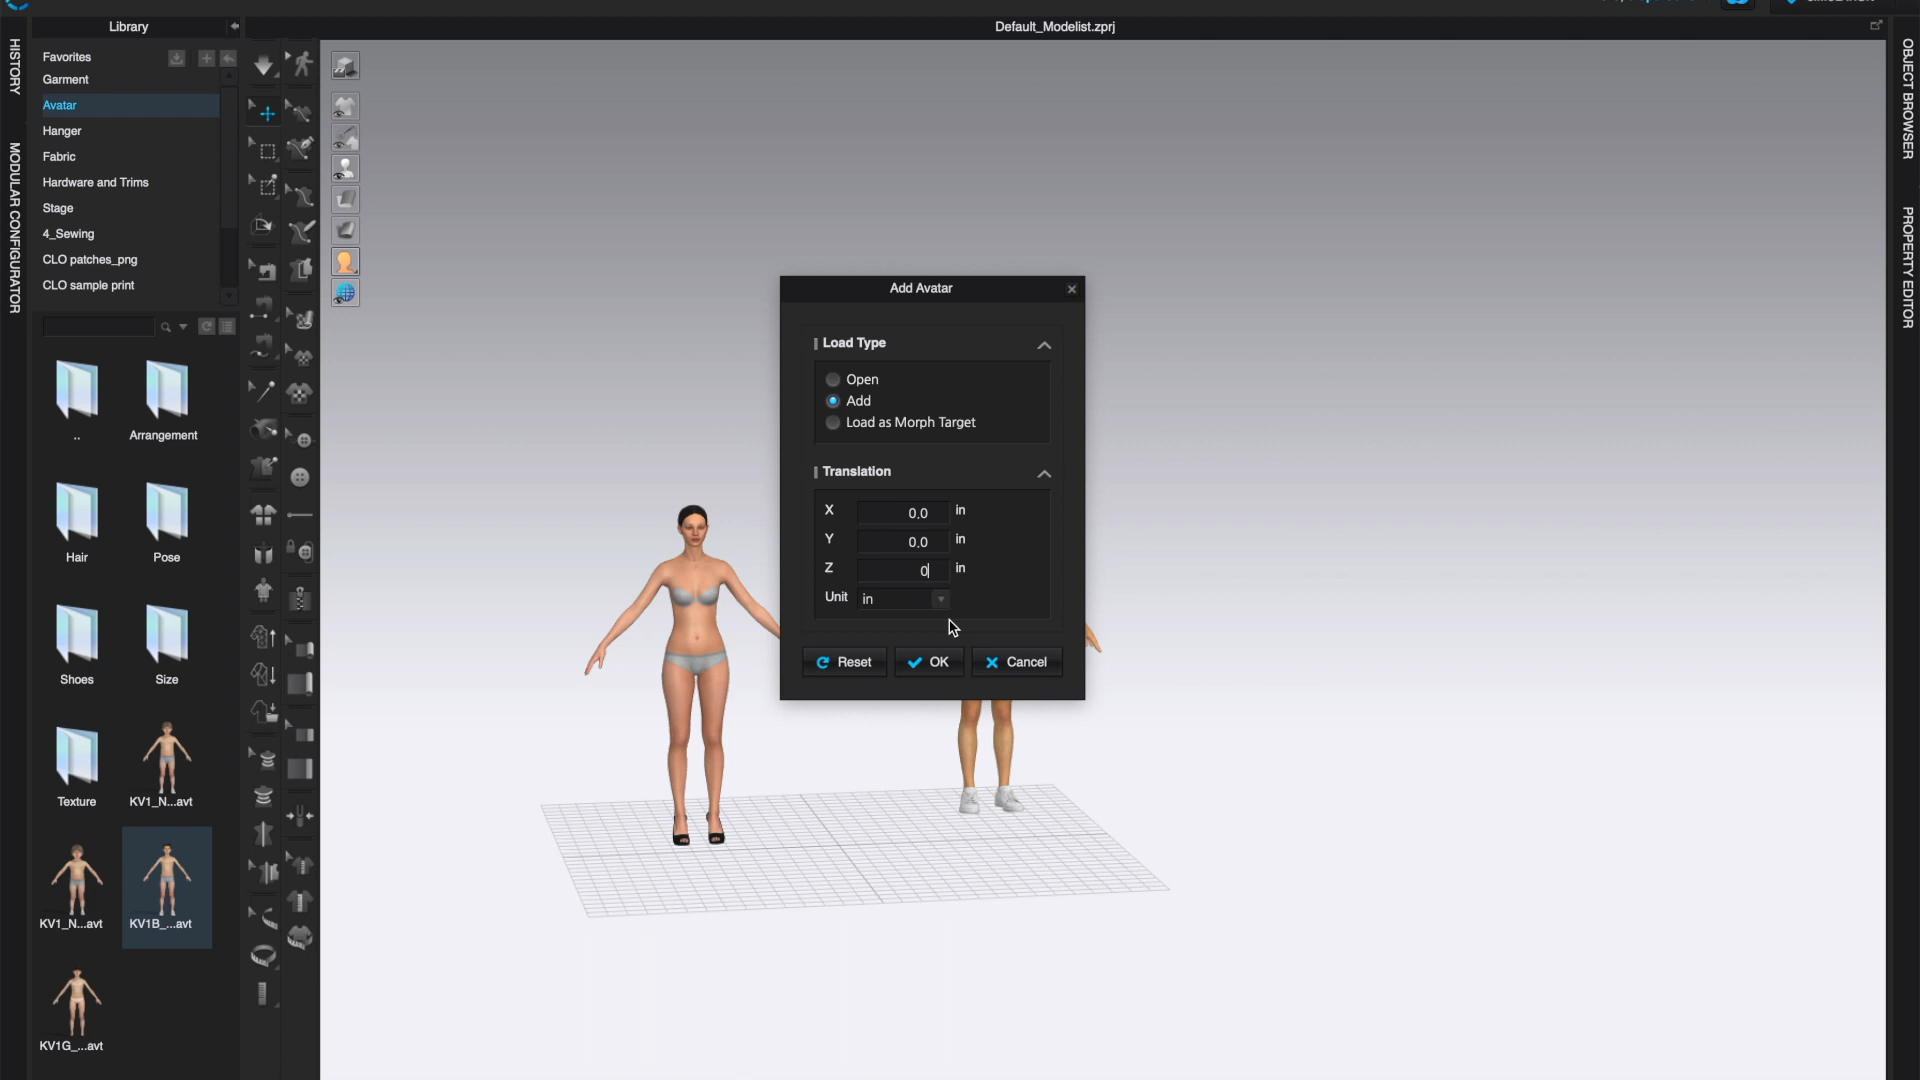 Library
Default_Modelist.zprj
HISTORY
MODULAR CONFIGURATOR
Favorites
Garment
Avatar
Hanger
Fabric
Hardware and Trims
Stage
4_Sewing
CLO patches_png
CLO sample print
..
Arrangement
Hair
Pose
Shoes
Size
Texture
KV1_N...avt
KV1_N...avt
KV1B_...avt
KV1G_...avt
Add Avatar
Load Type
Open
Add
Load as Morph Target
Translation
X 0.0 in
Y 0.0 in
Z 0 in
Unit in
Reset
OK
Cancel
OBJECT BROWSER
PROPERTY EDITOR